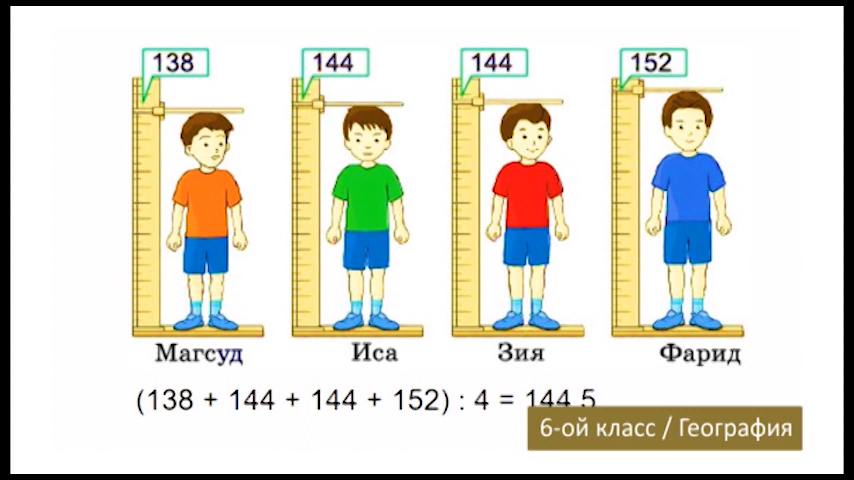 138 144 144 152
Магсуд Иса Зия Фарид
(138 + 144 + 144 + 152) : 4 = 144,5
6-ой класс / География